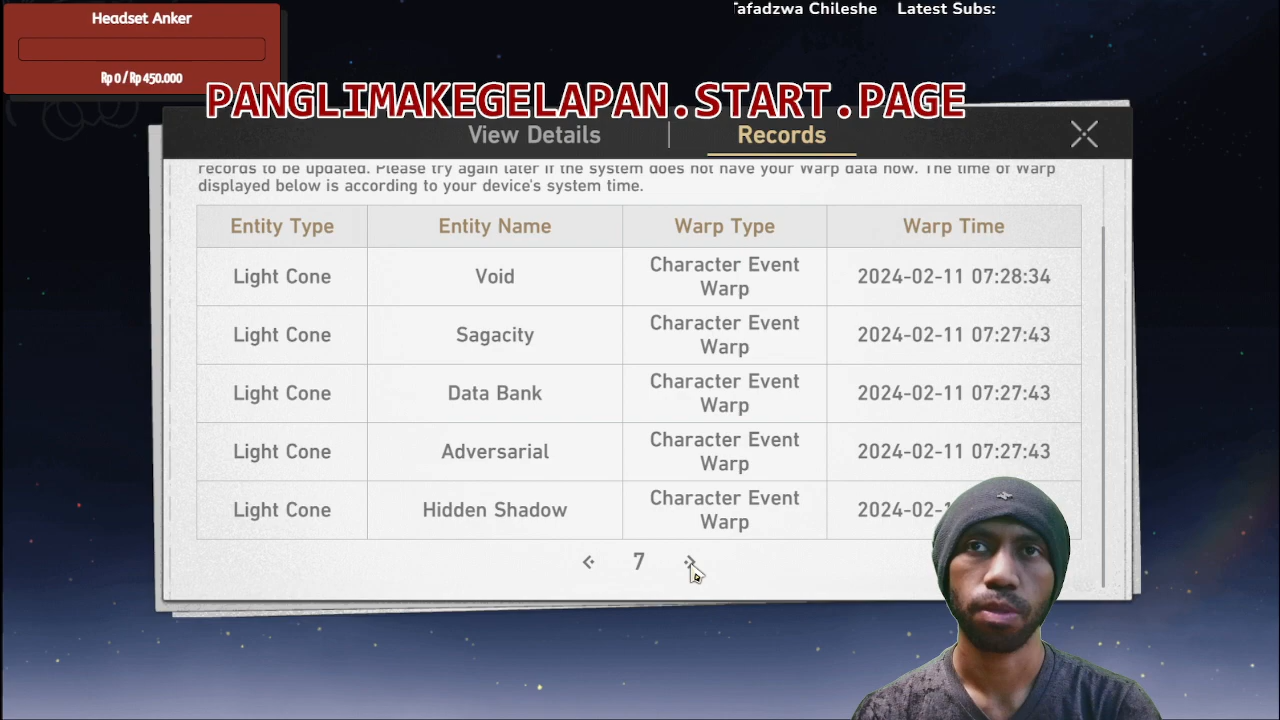 Headset Anker
Rp 0 / Rp 450.000
afadzwa Chileshe Latest Subs:
PANGLIMAKEGELAPAN.START.PAGE
View Details | Records
records to be updated. Please try again later if the system does not have your Warp data now. The time of Warp
displayed below is according to your device's system time.
Entity Type Entity Name Warp Type Warp Time
Light Cone Void Character Event Warp 2024-02-11 07:28:34
Light Cone Sagacity Character Event Warp 2024-02-11 07:27:43
Light Cone Data Bank Character Event Warp 2024-02-11 07:27:43
Light Cone Adversarial Character Event Warp 2024-02-11 07:27:43
Light Cone Hidden Shadow Character Event Warp 2024-02-
7